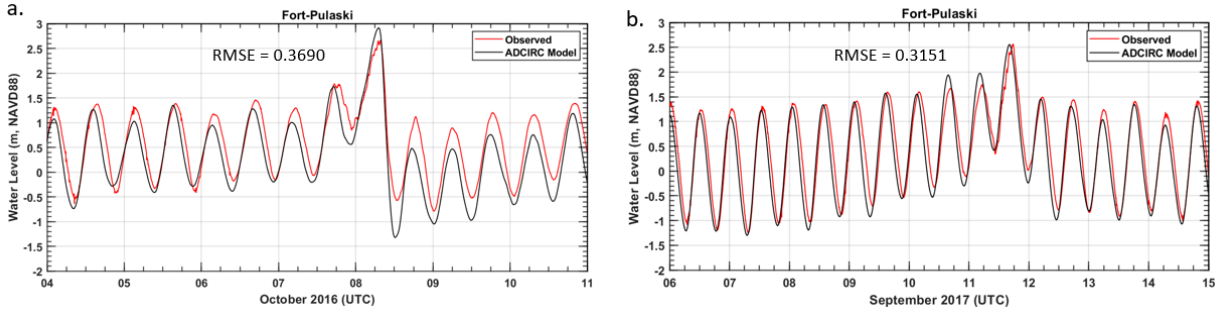 a.
Fort-Pulaski
RMSE = 0.3690
Observed
ADCIRC Model
Water Level (m, NAVD88)
3
2.5
2
1.5
1
0.5
0
-0.5
-1
-1.5
-2
04 05 06 07 08 09 10 11
October 2016 (UTC)
b.
Fort-Pulaski
RMSE = 0.3151
Observed
ADCIRC Model
Water Level (m, NAVD88)
3
2.5
2
1.5
1
0.5
0
-0.5
-1
-1.5
-2
06 07 08 09 10 11 12 13 14 15
September 2017 (UTC)